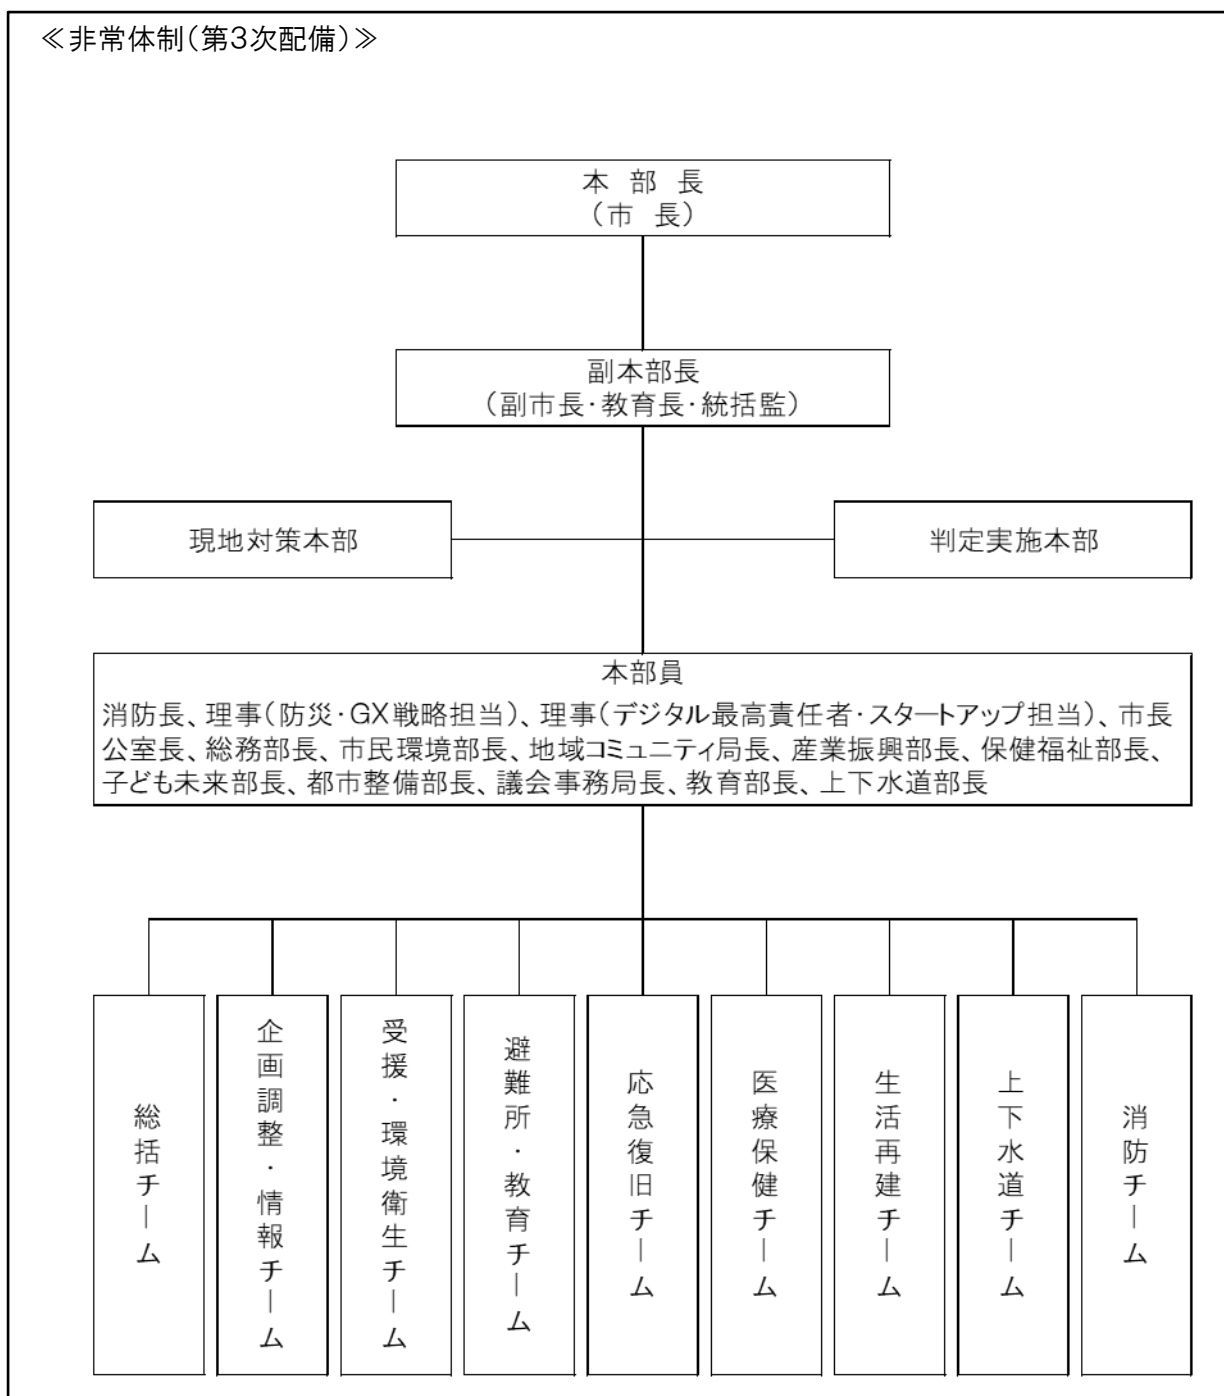 ≪非常体制(第3次配備)≫
本 部 長
(市 長)
副本部長
(副市長・教育長・統括監)
現地対策本部
判定実施本部
本部員
消防長、理事(防災・GX戦略担当)、理事(デジタル最高責任者・スタートアップ担当)、市長
公室長、総務部長、市民環境部長、地域コミュニティ局長、産業振興部長、保健福祉部長、
子ども未来部長、都市整備部長、議会事務局長、教育部長、上下水道部長
総括チーム
企画調整・情報チーム
受援・環境衛生チーム
避難所・教育チーム
応急復旧チーム
医療保健チーム
生活再建チーム
上下水道チーム
消防チーム